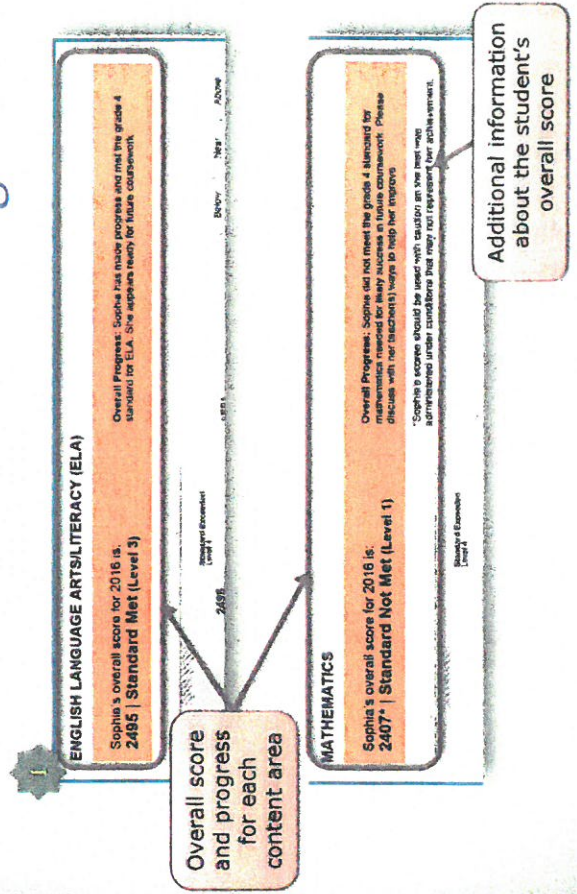 1
ENGLISH LANGUAGE ARTS/LITERACY (ELA)
Sophia's overall score for 2016 is:
2495 | Standard Met (Level 3)
Overall Progress: Sophia has made progress and met the grade 4
standard for ELA. She appears ready for future coursework
Standard Exceeded
Level 4
2495
Below Near Above
Overall score
and progress
for each
content area
MATHEMATICS
Sophia's overall score for 2016 is:
2407* | Standard Not Met (Level 1)
Overall Progress: Sophia did not meet the grade 4 standard for
mathematics needed for likely success in future coursework. Please
discuss with her teacher(s) ways to help her improve
*Sophia's scores should be used with caution as the test was
administered under conditions that may not represent her achievement.
Standard Exceeded
Level 4
Additional information
about the student's
overall score